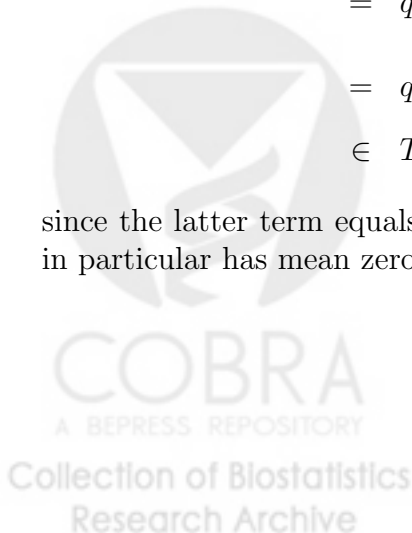 = q
= q
∈ T
since the latter term equals
in particular has mean zero
COBRA
A BEPRESS REPOSITORY
Collection of Biostatistics
Research Archive